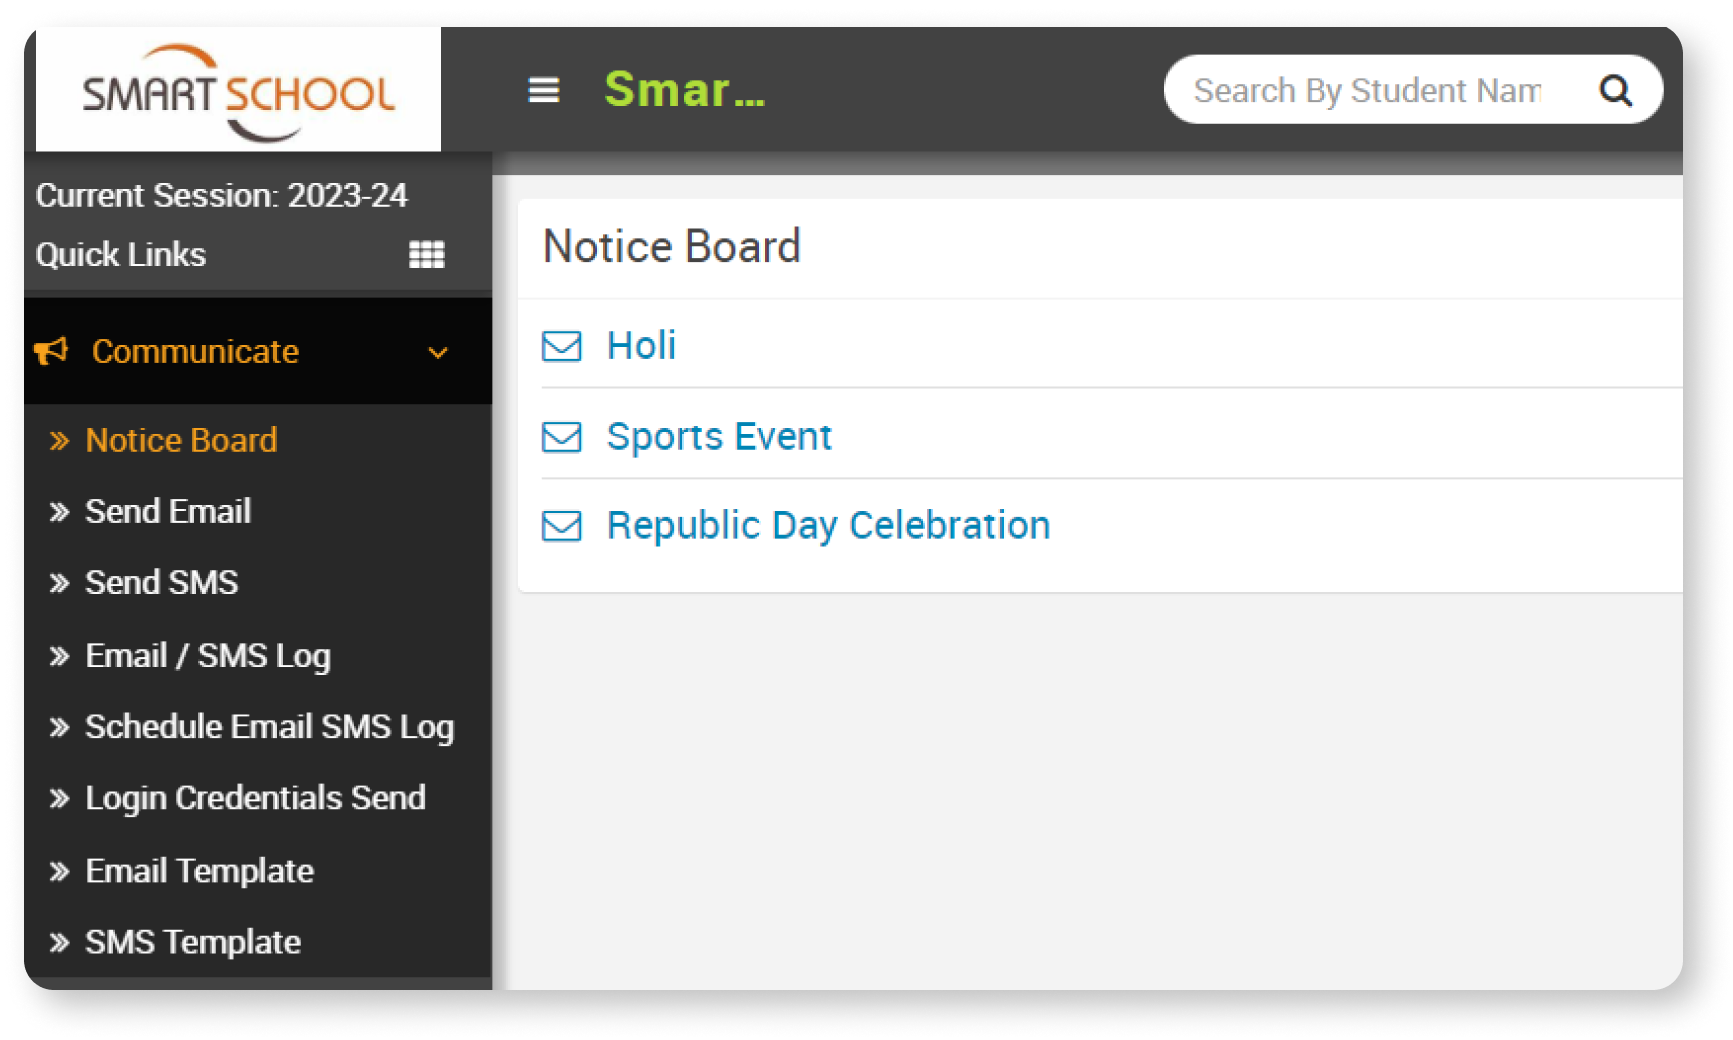 SMART SCHOOL
Smar...
Search By Student Nam
Current Session: 2023-24
Quick Links
Communicate
Notice Board
Send Email
Send SMS
Email / SMS Log
Schedule Email SMS Log
Login Credentials Send
Email Template
SMS Template
Notice Board
Holi
Sports Event
Republic Day Celebration